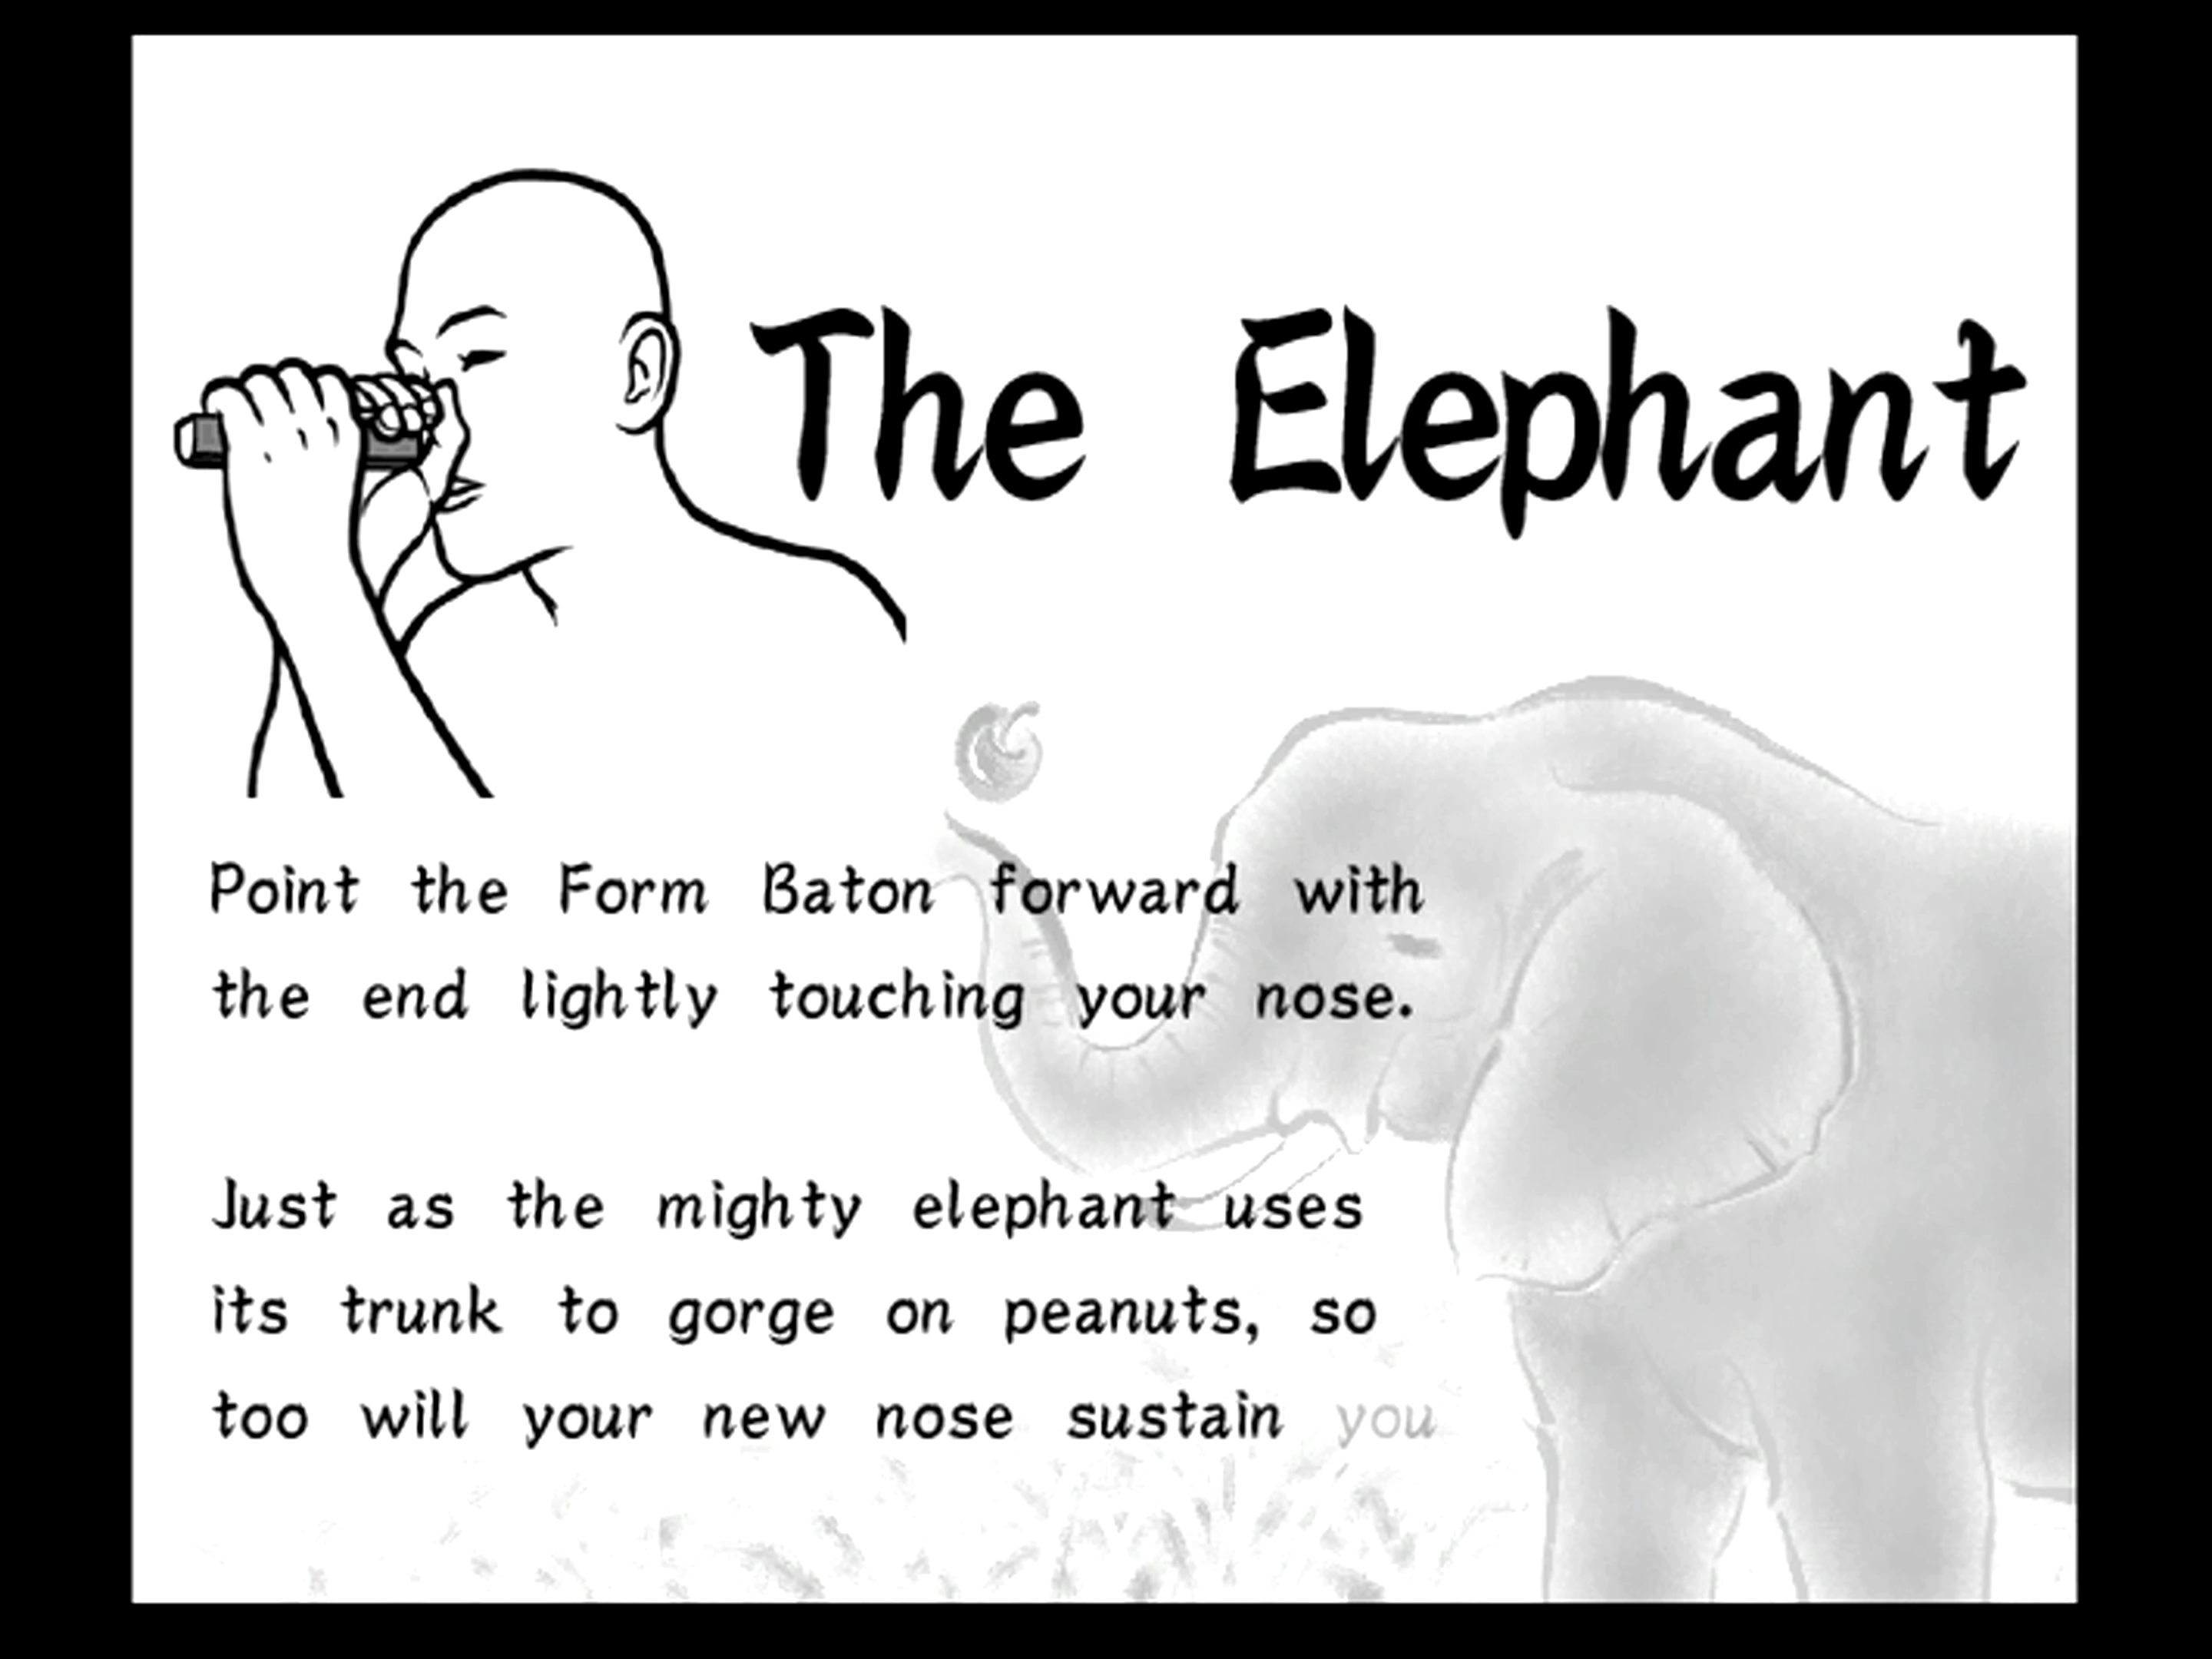 The Elephant
Point the Form Baton forward with
the end lightly touching your nose.
Just as the mighty elephant uses
its trunk to gorge on peanuts, so
too will your new nose sustain you